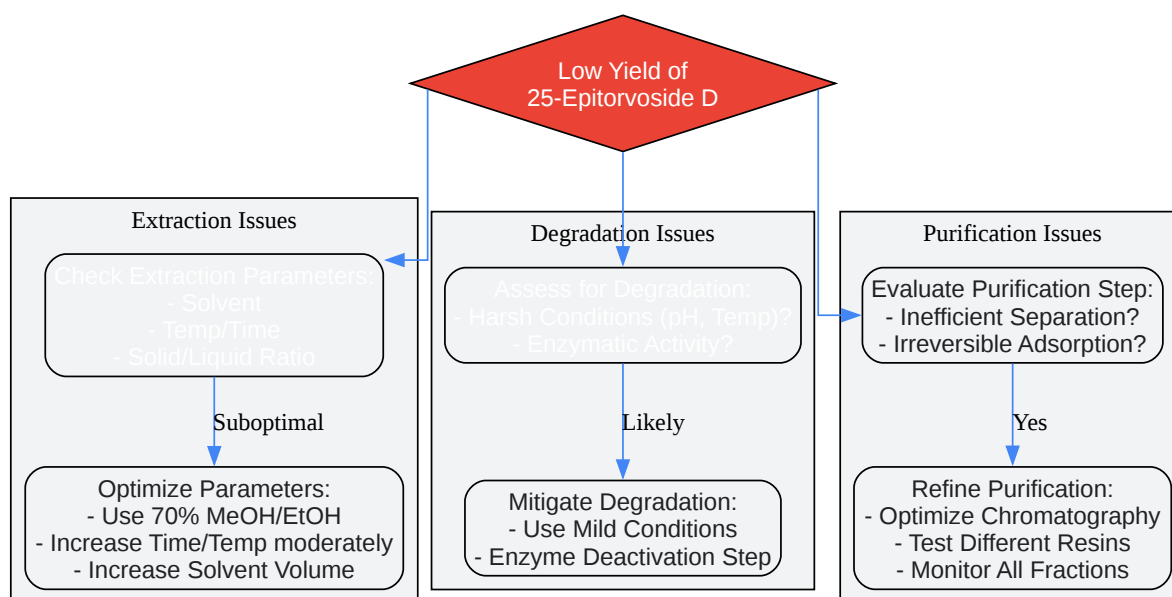 Low Yield of
25-Epitorvoside D
Extraction Issues
Check Extraction Parameters:
- Solvent
- Temp/Time
- Solid/Liquid Ratio
Suboptimal
Optimize Parameters:
- Use 70% MeOH/EtOH
- Increase Time/Temp moderately
- Increase Solvent Volume
Degradation Issues
Assess for Degradation:
- Harsh Conditions (pH, Temp)?
- Enzymatic Activity?
Likely
Mitigate Degradation:
- Use Mild Conditions
- Enzyme Deactivation Step
Purification Issues
Evaluate Purification Step:
- Inefficient Separation?
- Irreversible Adsorption?
Yes
Refine Purification:
- Optimize Chromatography
- Test Different Resins
- Monitor All Fractions